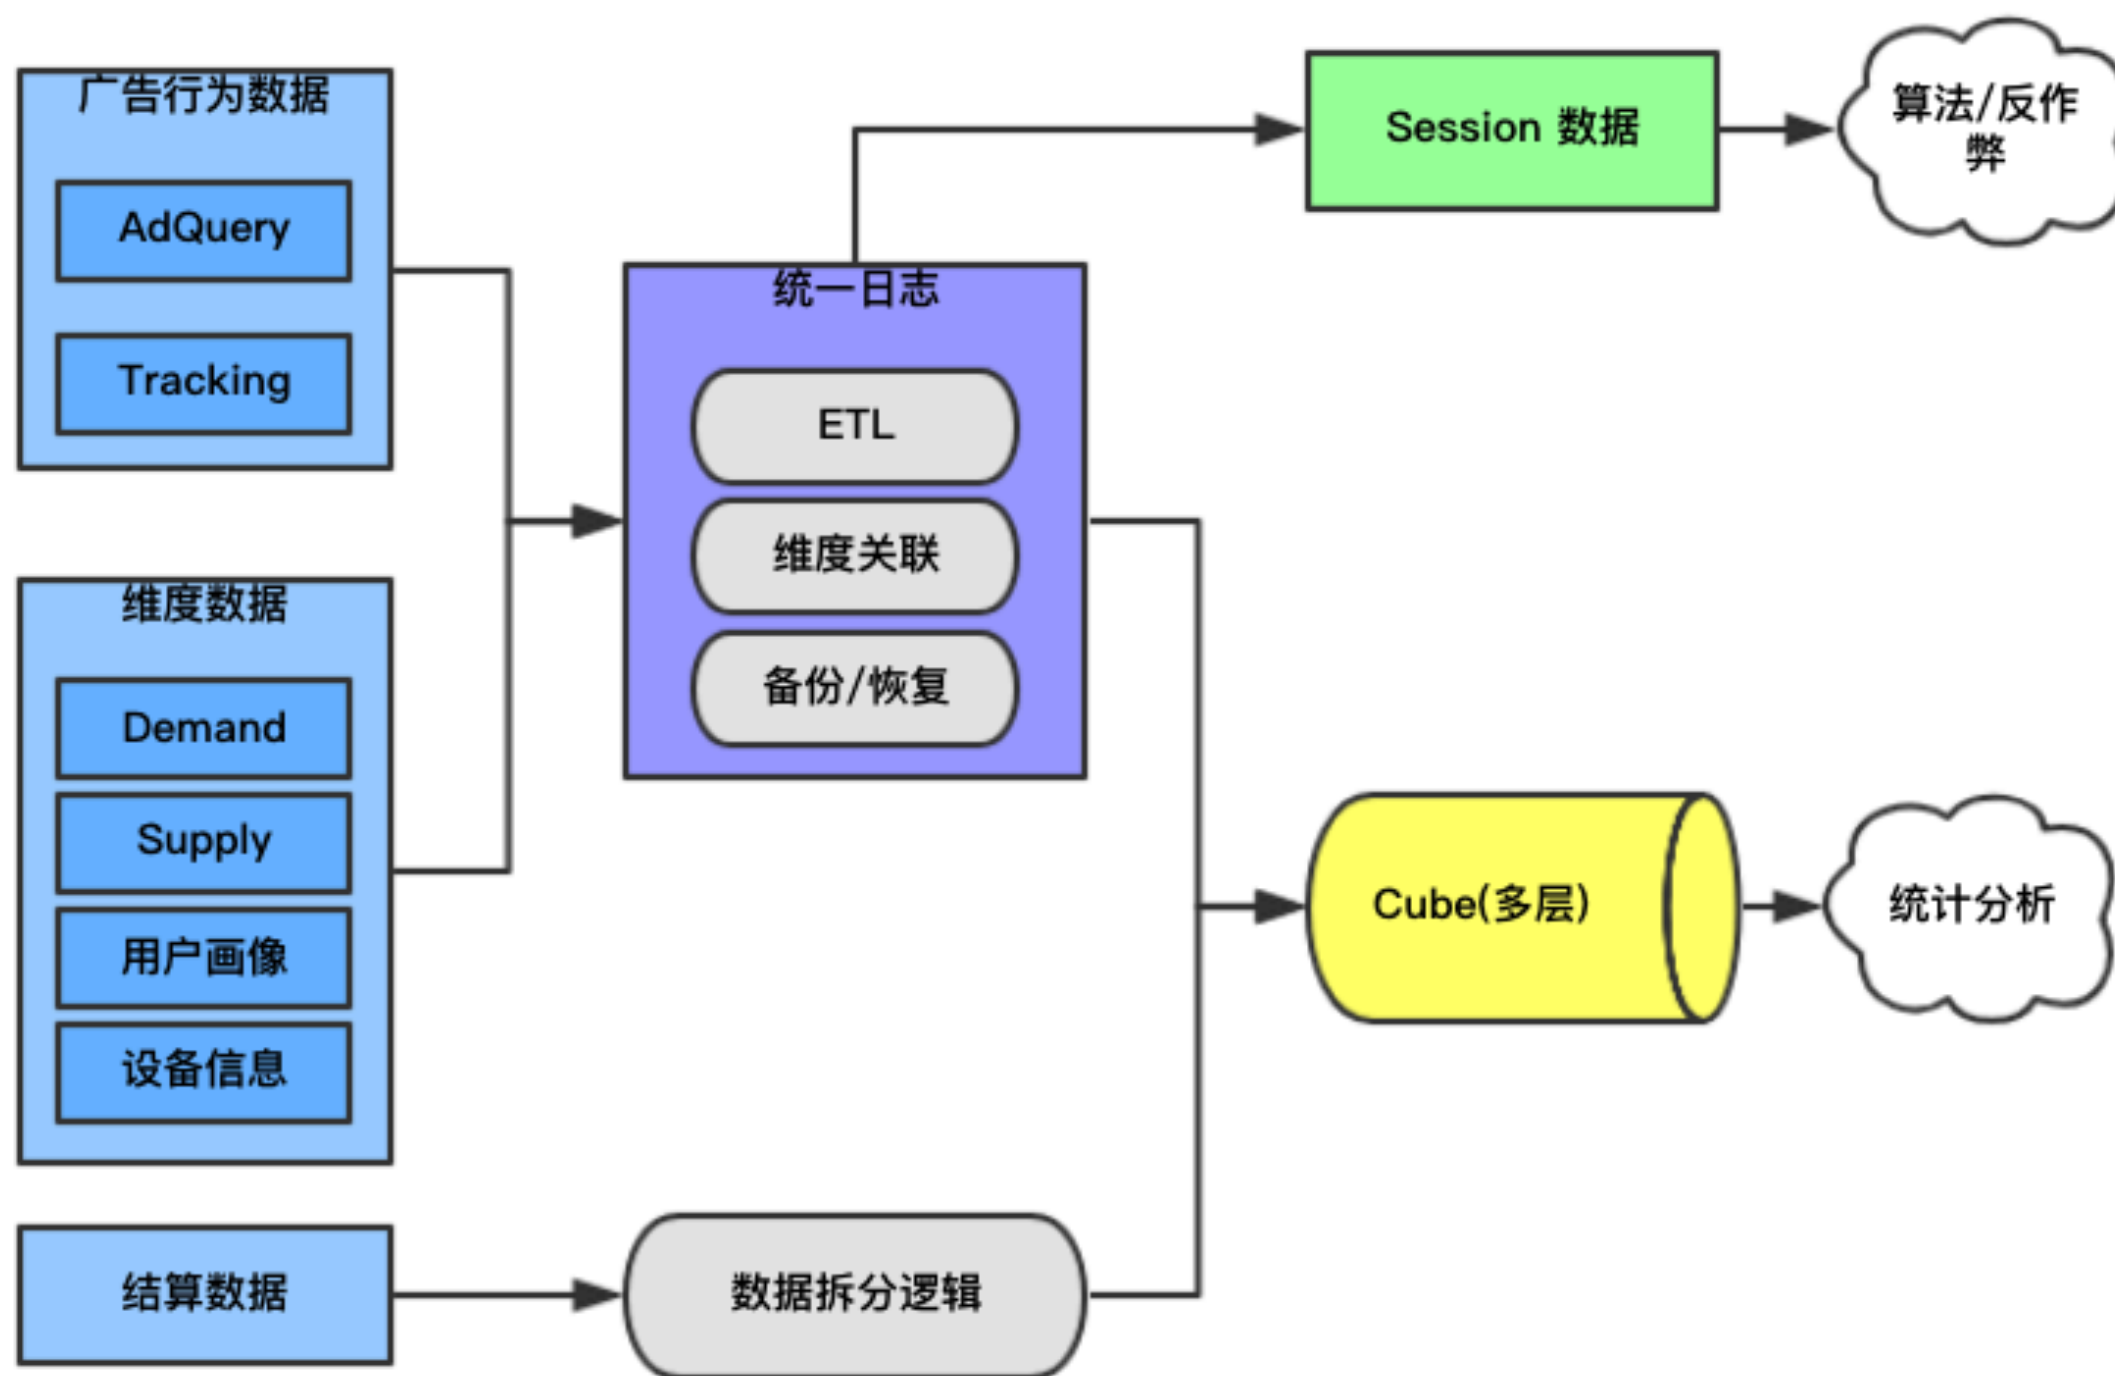 广告行为数据
AdQuery
Tracking
维度数据
Demand
Supply
用户画像
设备信息
结算数据
统一日志
ETL
维度关联
备份/恢复
数据拆分逻辑
Session 数据
算法/反作
弊
Cube(多层)
统计分析